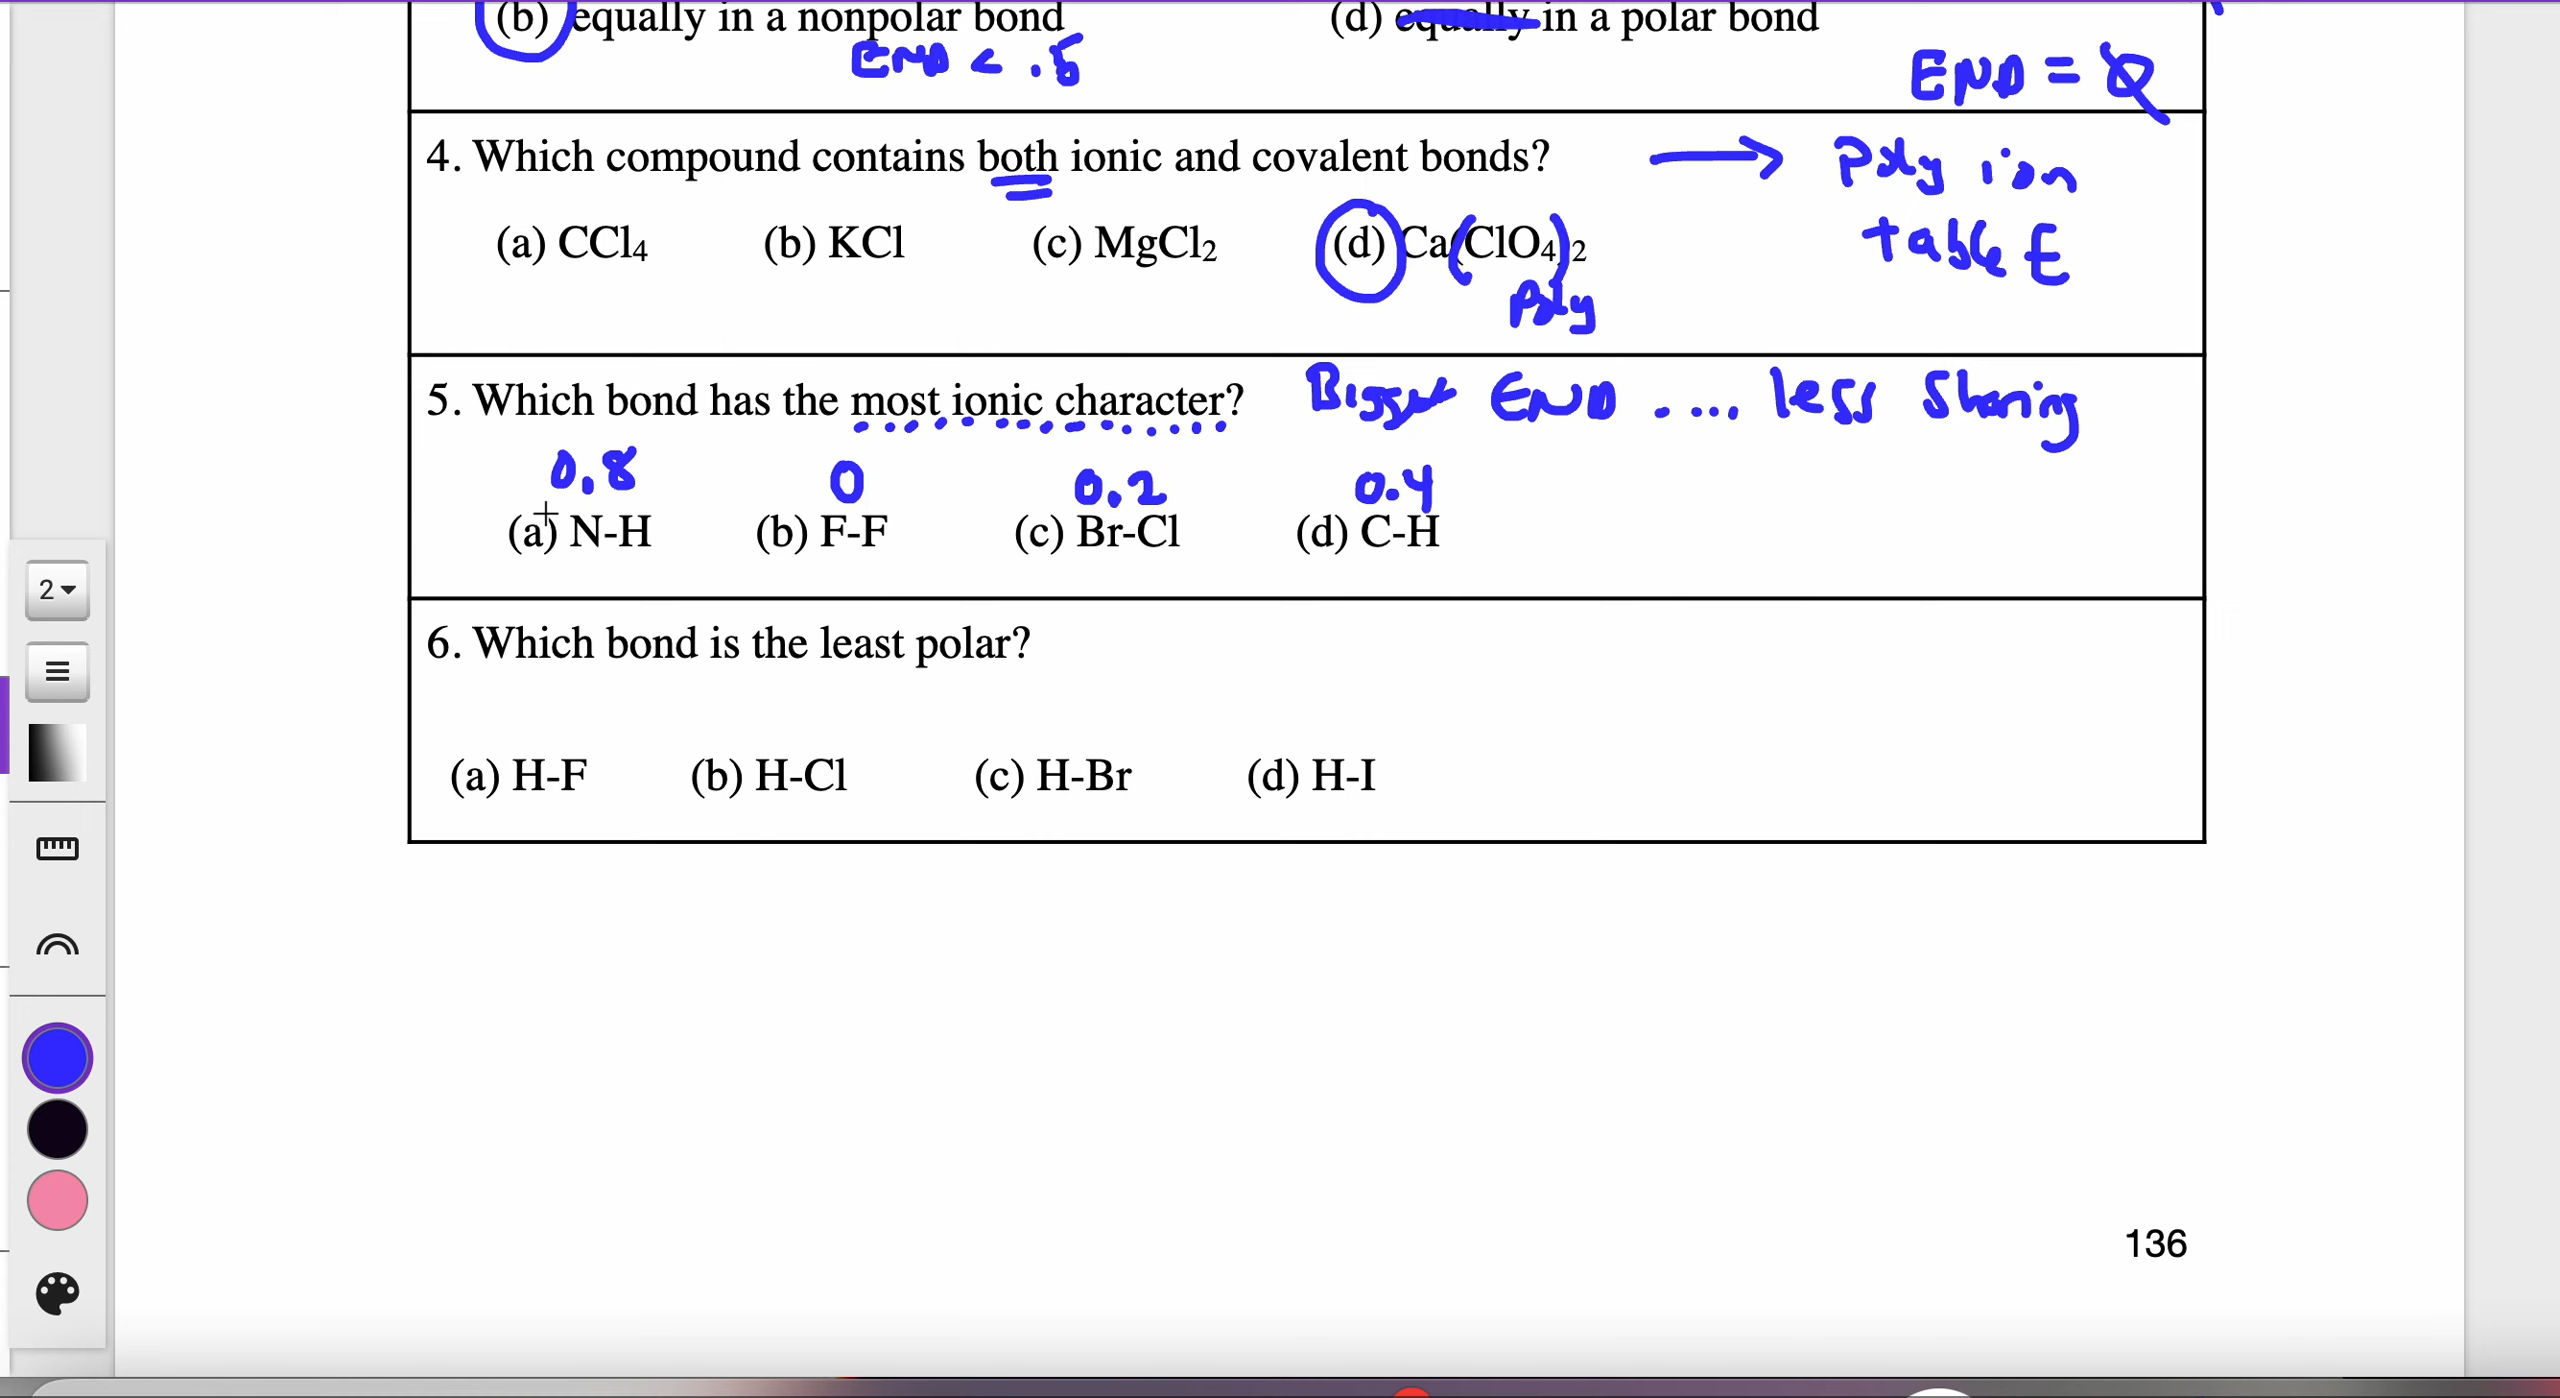 (b) equally in a nonpolar bond (d) equally in a polar bond
END < .5
END = 0
4. Which compound contains both ionic and covalent bonds? → Poly ion
(a) CCl4 (b) KCl (c) MgCl2 (d) Ca(ClO4)2
table E
Poly
5. Which bond has the most ionic character? Biggest END .... less Sharing
0.8 0 0.2 0.4
(a) N-H (b) F-F (c) Br-Cl (d) C-H
2
6. Which bond is the least polar?
(a) H-F (b) H-Cl (c) H-Br (d) H-I
136